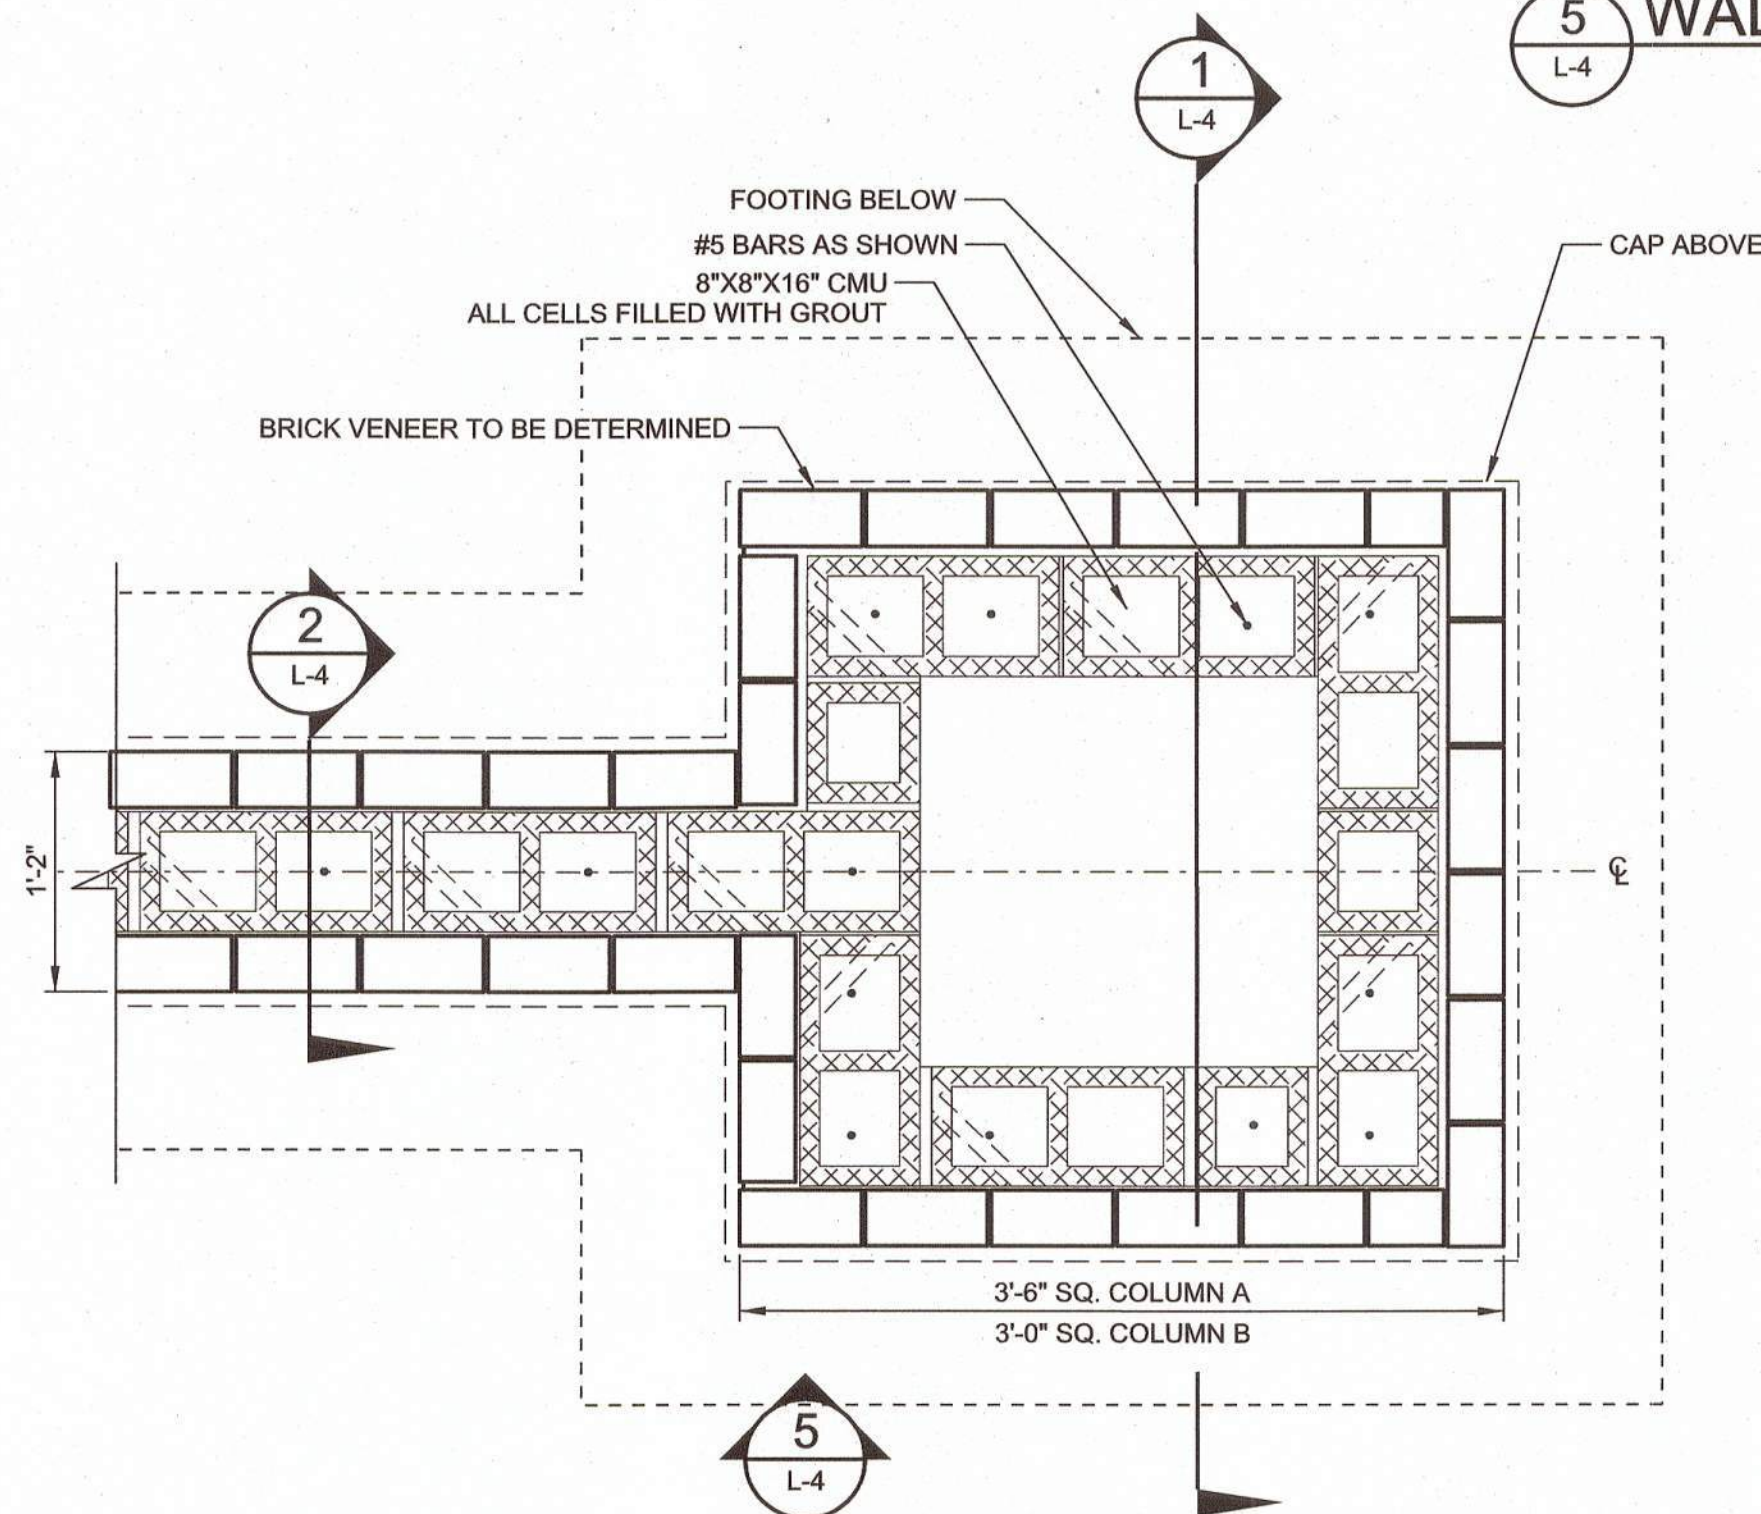 5
L-4
1
L-4
FOOTING BELOW
#5 BARS AS SHOWN
CAP ABOVE
8"X8"X16" CMU
ALL CELLS FILLED WITH GROUT
BRICK VENEER TO BE DETERMINED
2
L-4
1'-2"
℄
3'-6" SQ. COLUMN A
3'-0" SQ. COLUMN B
5
L-4